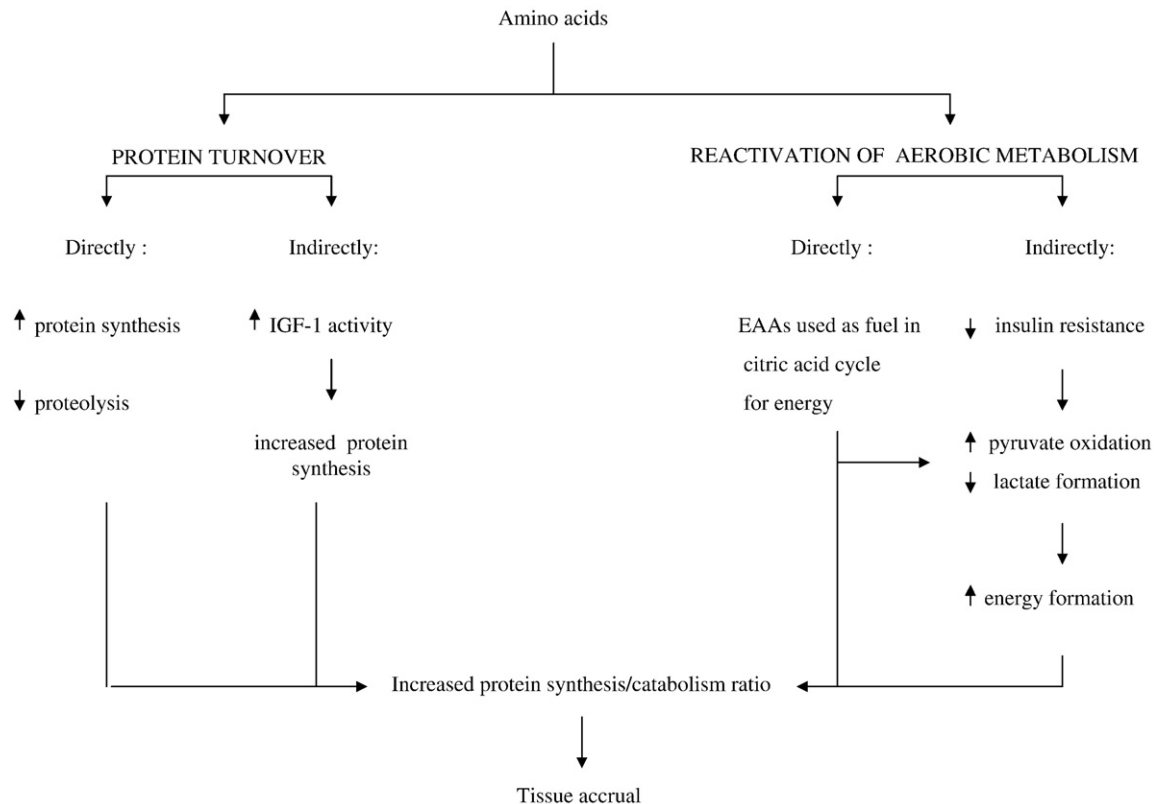 Amino acids
PROTEIN TURNOVER
REACTIVATION OF AEROBIC METABOLISM
Directly :
Indirectly:
Directly :
Indirectly:
↑ protein synthesis
↓ proteolysis
↑ IGF-1 activity
increased protein
synthesis
EAAs used as fuel in
citric acid cycle
for energy
↓ insulin resistance
↑ pyruvate oxidation
↓ lactate formation
↑ energy formation
Increased protein synthesis/catabolism ratio
Tissue accrual